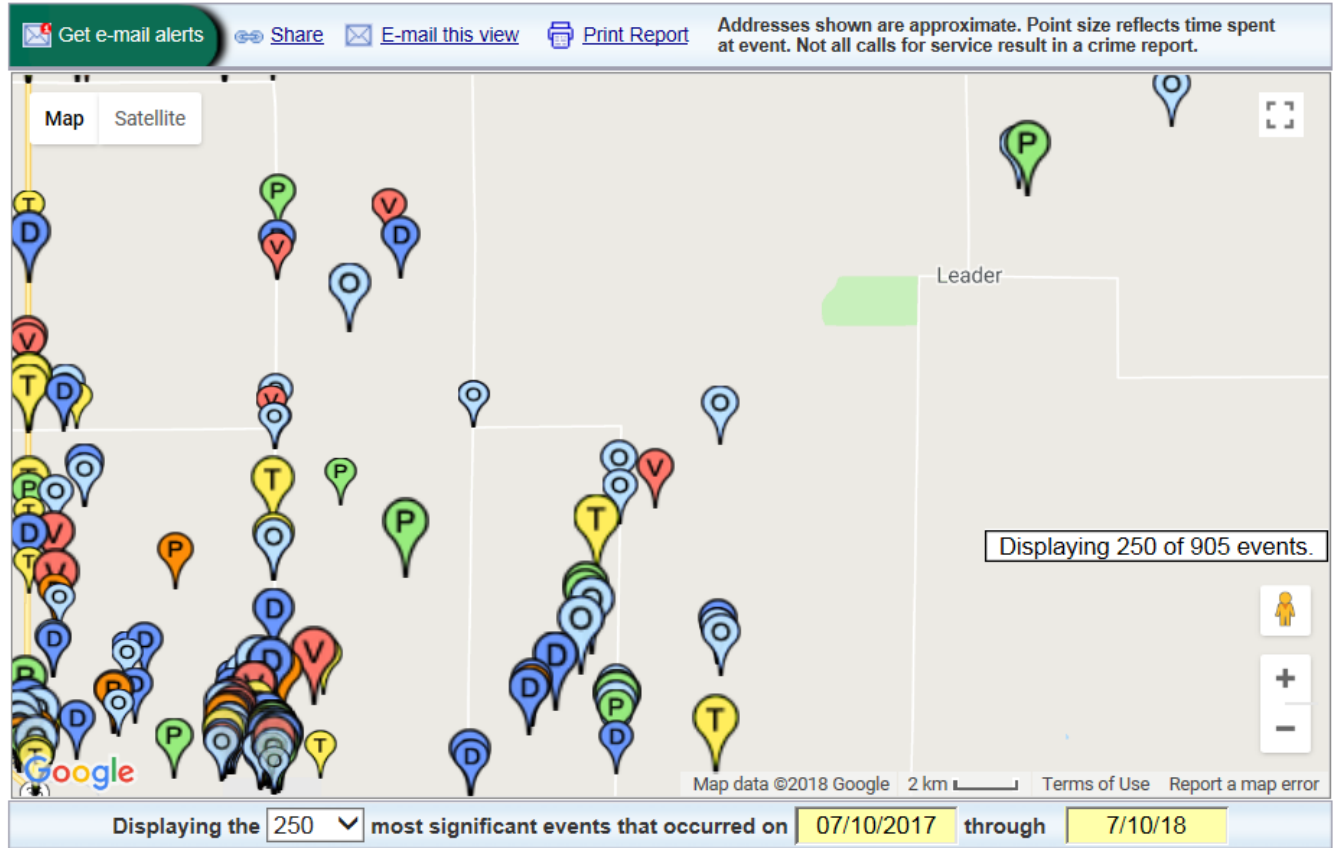 Get e-mail alerts Share E-mail this view Print Report
Addresses shown are approximate. Point size reflects time spent
at event. Not all calls for service result in a crime report.
Map Satellite
O
P
P
V
T
D
V
D
O
Leader
V
T
D
O
V
O
O
O
O
V
O
T
P
O
P
O
T
P
T
D
V
O
Displaying 250 of 905 events.
T
P
V
O
D
O
O
D
D
O
O
D
V
D
D
O
P
D
D
T
P
O
D
T
D
Google
Map data ©2018 Google 2 km Terms of Use Report a map error
Displaying the 250 most significant events that occurred on 07/10/2017 through 7/10/18